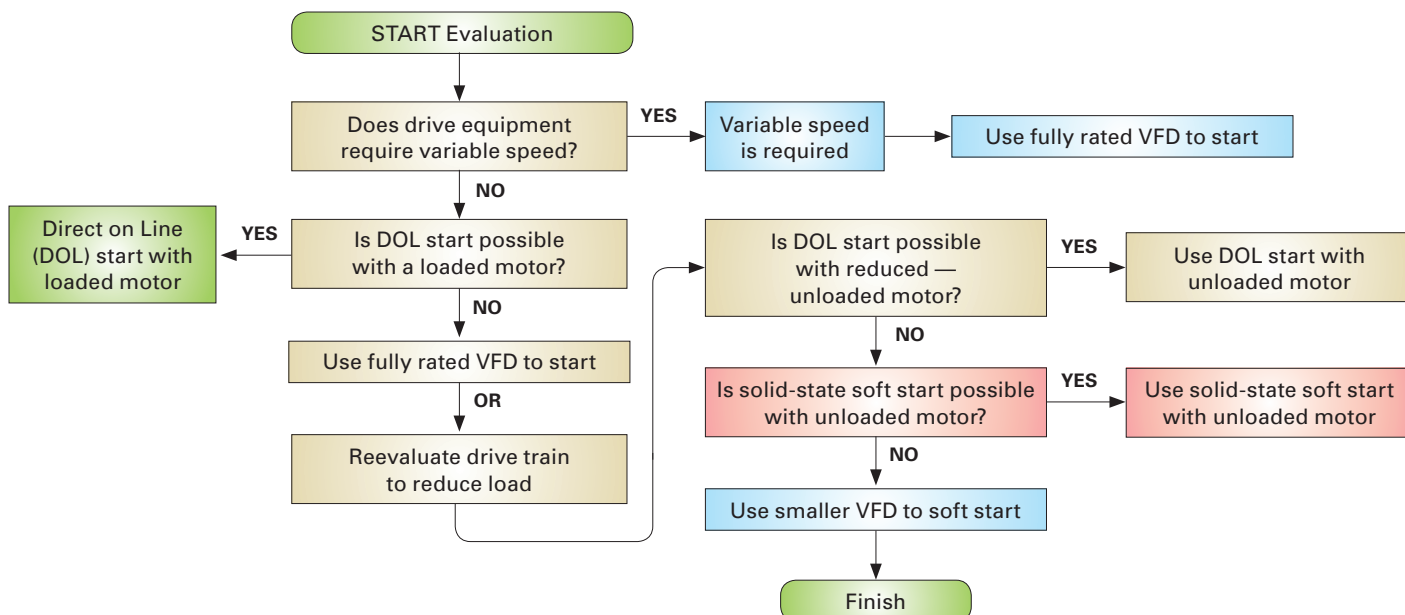 START Evaluation
Does drive equipment
require variable speed?
YES
Variable speed
is required
Use fully rated VFD to start
NO
Direct on Line
(DOL) start with
loaded motor
YES
Is DOL start possible
with a loaded motor?
NO
Use fully rated VFD to start
OR
Reevaluate drive train
to reduce load
Is DOL start possible
with reduced —
unloaded motor?
YES
Use DOL start with
unloaded motor
NO
Is solid-state soft start possible
with unloaded motor?
YES
Use solid-state soft start
with unloaded motor
NO
Use smaller VFD to soft start
Finish